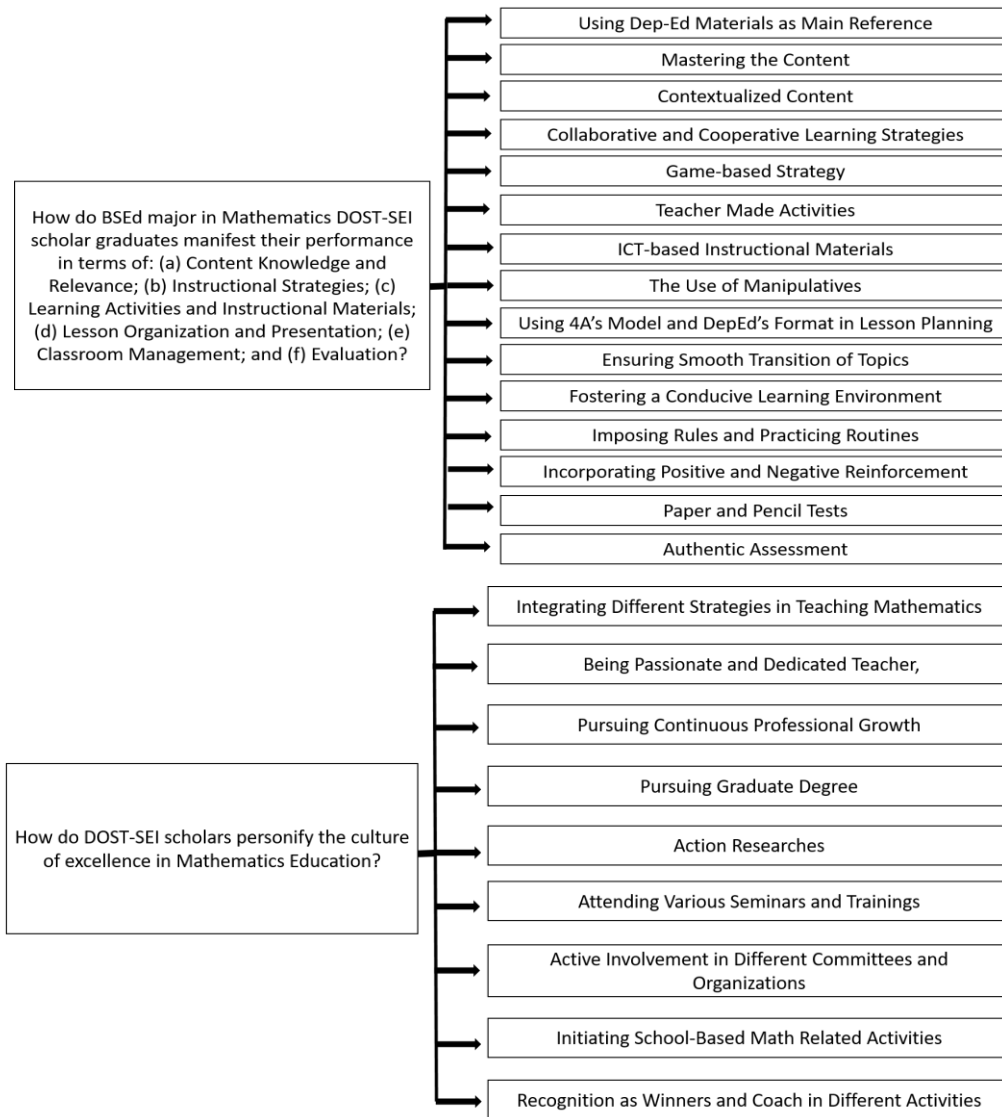 How do BSEd major in Mathematics DOST-SEI
scholar graduates manifest their performance
in terms of: (a) Content Knowledge and
Relevance; (b) Instructional Strategies; (c)
Learning Activities and Instructional Materials;
(d) Lesson Organization and Presentation; (e)
Classroom Management; and (f) Evaluation?
Using Dep-Ed Materials as Main Reference
Mastering the Content
Contextualized Content
Collaborative and Cooperative Learning Strategies
Game-based Strategy
Teacher Made Activities
ICT-based Instructional Materials
The Use of Manipulatives
Using 4A's Model and DepEd's Format in Lesson Planning
Ensuring Smooth Transition of Topics
Fostering a Conducive Learning Environment
Imposing Rules and Practicing Routines
Incorporating Positive and Negative Reinforcement
Paper and Pencil Tests
Authentic Assessment
How do DOST-SEI scholars personify the culture
of excellence in Mathematics Education?
Integrating Different Strategies in Teaching Mathematics
Being Passionate and Dedicated Teacher,
Pursuing Continuous Professional Growth
Pursuing Graduate Degree
Action Researches
Attending Various Seminars and Trainings
Active Involvement in Different Committees and
Organizations
Initiating School-Based Math Related Activities
Recognition as Winners and Coach in Different Activities